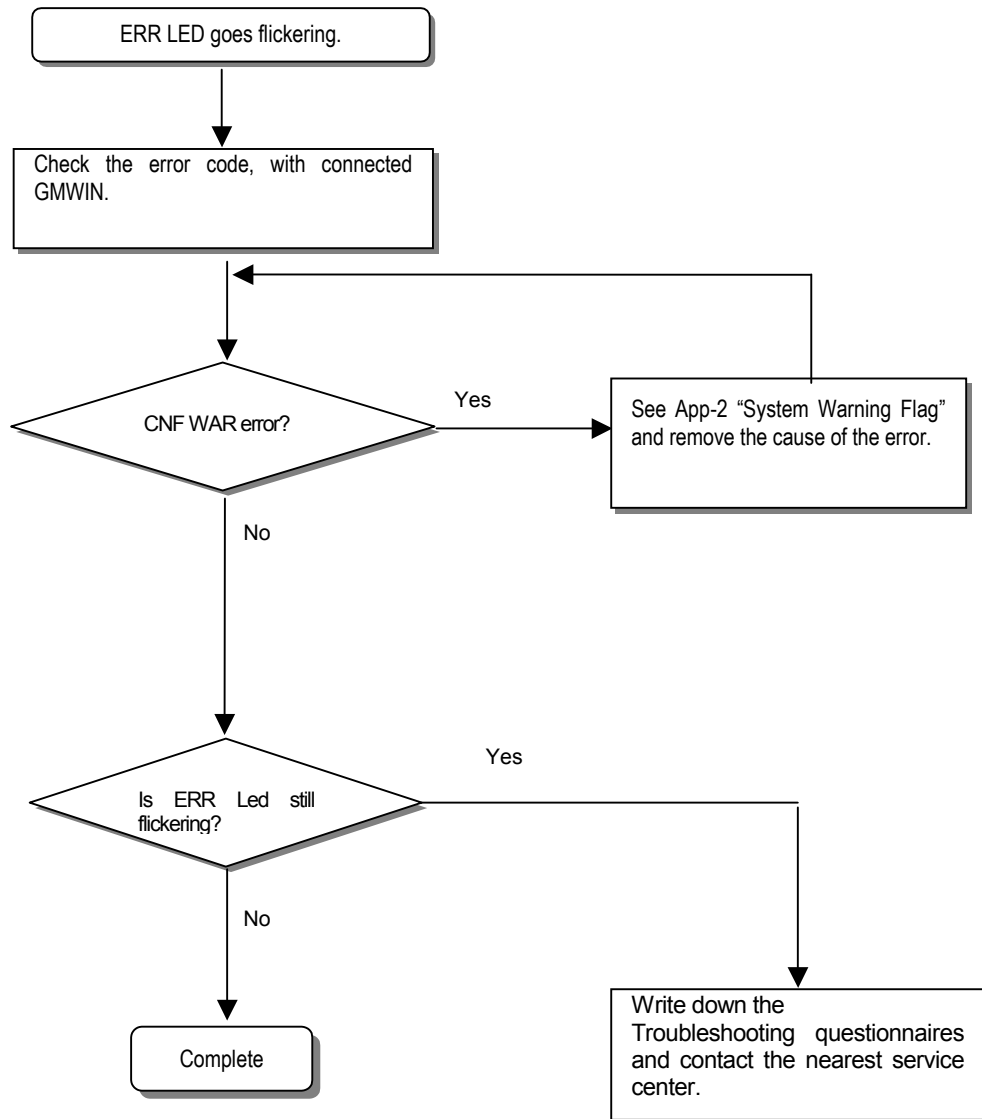 ERR LED goes flickering.
Check the error code, with connected
GMWIN.
CNF WAR error?
Yes
See App-2 “System Warning Flag”
and remove the cause of the error.
No
Is ERR Led still
flickering?
Yes
No
Complete
Write down the
Troubleshooting questionnaires
and contact the nearest service
center.